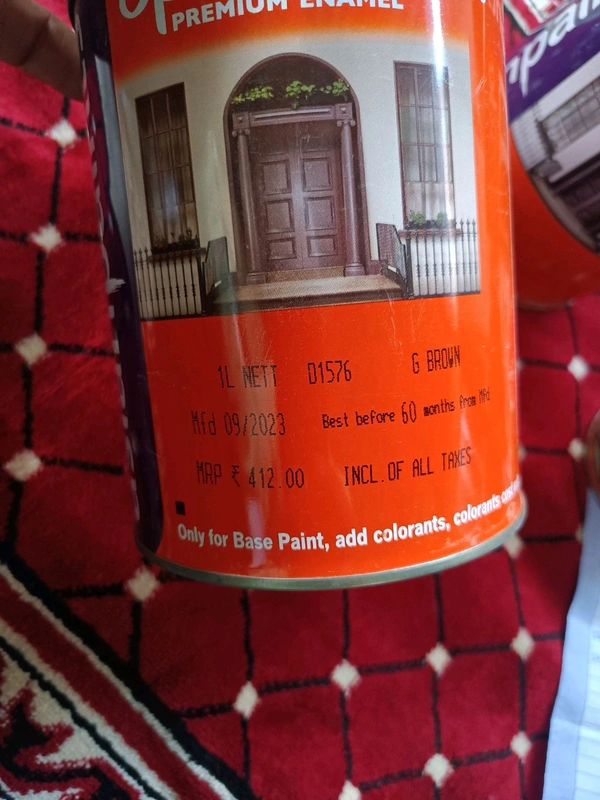 PREMIUM ENAMEL
1L NETT D1576 G BROWN
Mfd 09/2023 Best before 60 months from Mfd
MRP ₹ 412.00 INCL.OF ALL TAXES
Only for Base Paint, add colorants, colorants cost